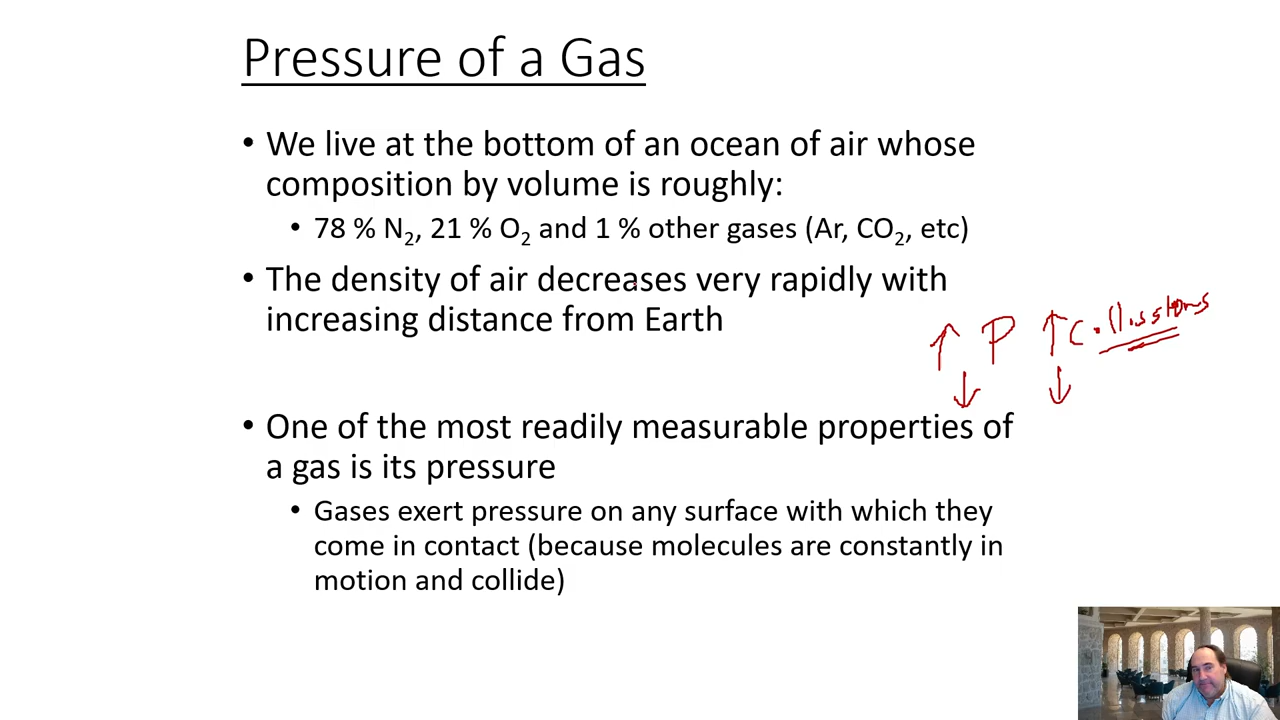 Pressure of a Gas
• We live at the bottom of an ocean of air whose
composition by volume is roughly:
• 78 % N₂, 21 % O₂ and 1 % other gases (Ar, CO₂, etc)
• The density of air decreases very rapidly with
increasing distance from Earth
↑ P ↑ Collissions
↓ ↓
• One of the most readily measurable properties of
a gas is its pressure
• Gases exert pressure on any surface with which they
come in contact (because molecules are constantly in
motion and collide)